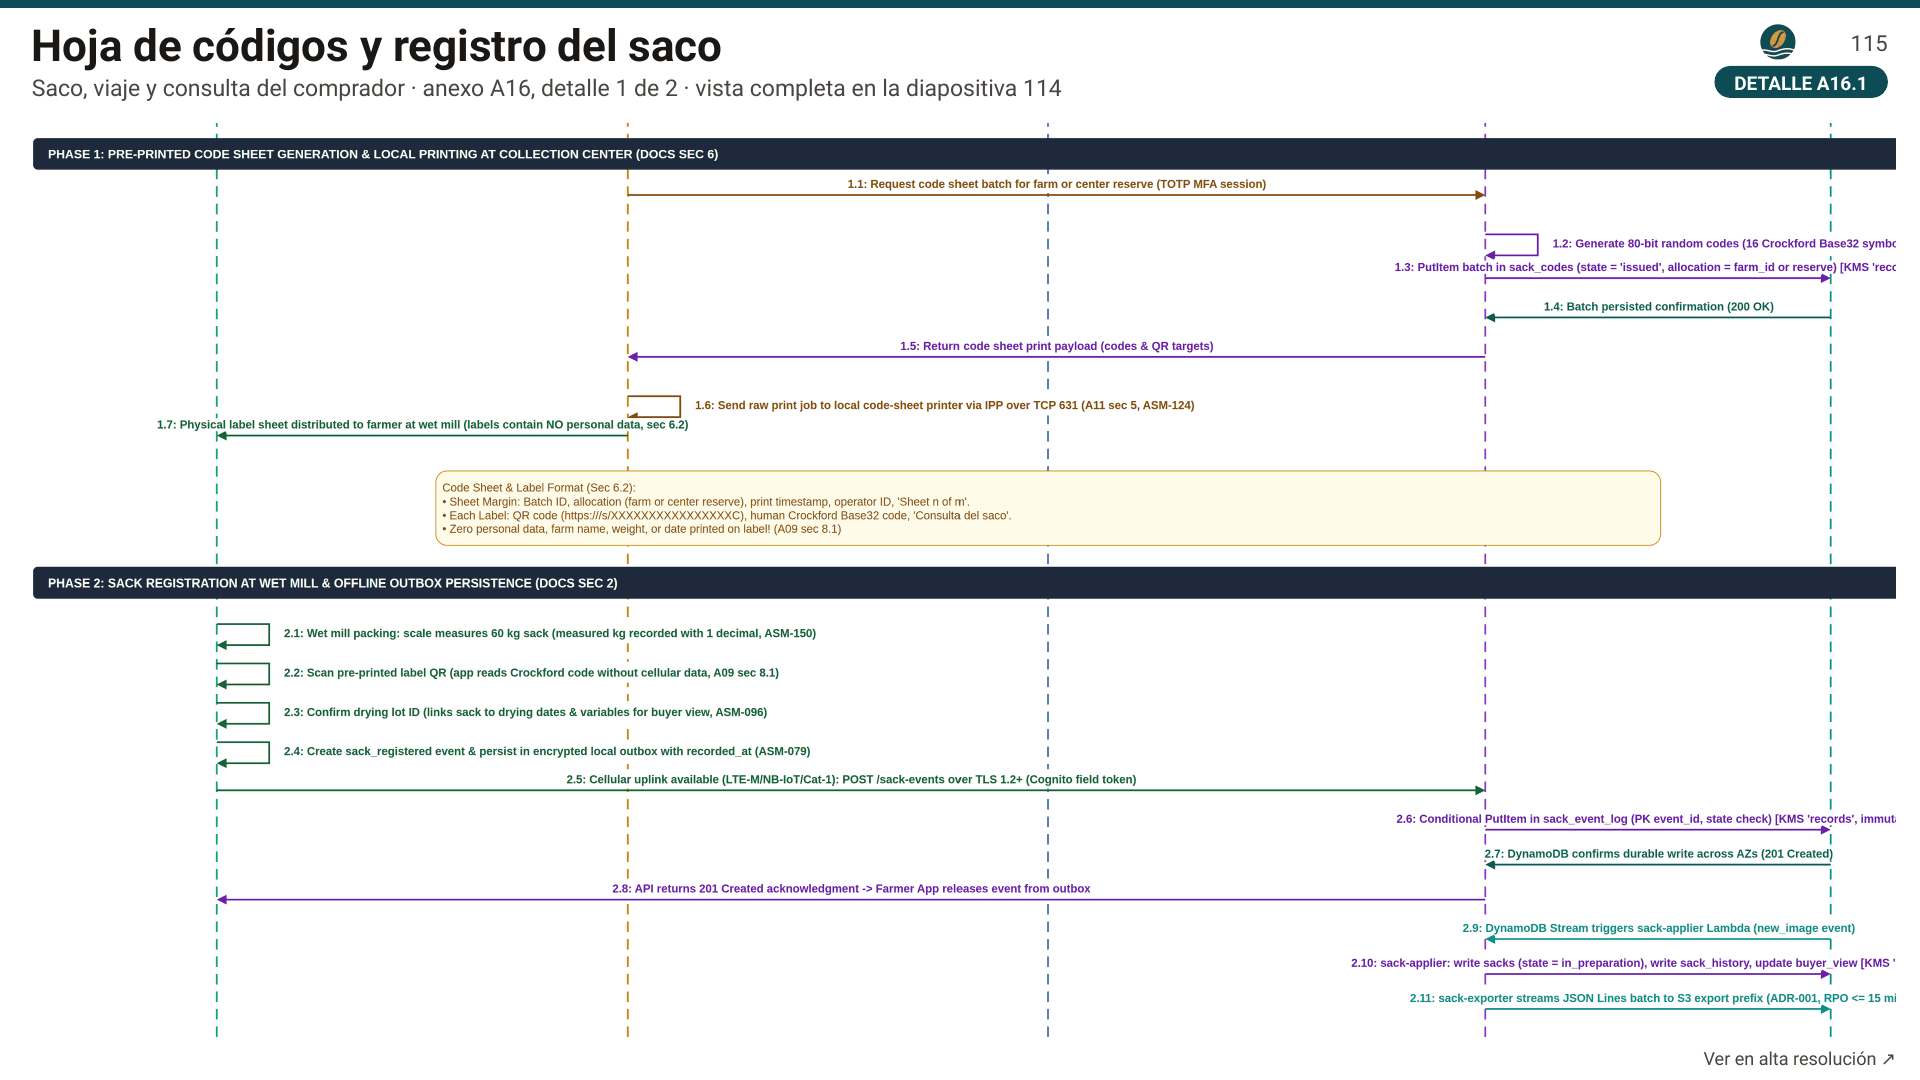 Hoja de códigos y registro del saco
115
Saco, viaje y consulta del comprador · anexo A16, detalle 1 de 2 · vista completa en la diapositiva 114
DETALLE A16.1
PHASE 1: PRE-PRINTED CODE SHEET GENERATION & LOCAL PRINTING AT COLLECTION CENTER (DOCS SEC 6)
1.1: Request code sheet batch for farm or center reserve (TOTP MFA session)
1.2: Generate 80-bit random codes (16 Crockford Base32 symbo
1.3: PutItem batch in sack_codes (state = 'issued', allocation = farm_id or reserve) [KMS 'reco
1.4: Batch persisted confirmation (200 OK)
1.5: Return code sheet print payload (codes & QR targets)
1.6: Send raw print job to local code-sheet printer via IPP over TCP 631 (A11 sec 5, ASM-124)
1.7: Physical label sheet distributed to farmer at wet mill (labels contain NO personal data, sec 6.2)
Code Sheet & Label Format (Sec 6.2):
• Sheet Margin: Batch ID, allocation (farm or center reserve), print timestamp, operator ID, 'Sheet n of m'.
• Each Label: QR code (https:///s/XXXXXXXXXXXXXXXXC), human Crockford Base32 code, 'Consulta del saco'.
• Zero personal data, farm name, weight, or date printed on label! (A09 sec 8.1)
PHASE 2: SACK REGISTRATION AT WET MILL & OFFLINE OUTBOX PERSISTENCE (DOCS SEC 2)
2.1: Wet mill packing: scale measures 60 kg sack (measured kg recorded with 1 decimal, ASM-150)
2.2: Scan pre-printed label QR (app reads Crockford code without cellular data, A09 sec 8.1)
2.3: Confirm drying lot ID (links sack to drying dates & variables for buyer view, ASM-096)
2.4: Create sack_registered event & persist in encrypted local outbox with recorded_at (ASM-079)
2.5: Cellular uplink available (LTE-M/NB-IoT/Cat-1): POST /sack-events over TLS 1.2+ (Cognito field token)
2.6: Conditional PutItem in sack_event_log (PK event_id, state check) [KMS 'records', immuta
2.7: DynamoDB confirms durable write across AZs (201 Created)
2.8: API returns 201 Created acknowledgment -> Farmer App releases event from outbox
2.9: DynamoDB Stream triggers sack-applier Lambda (new_image event)
2.10: sack-applier: write sacks (state = in_preparation), write sack_history, update buyer_view [KMS '
2.11: sack-exporter streams JSON Lines batch to S3 export prefix (ADR-001, RPO <= 15 mi
Ver en alta resolución ↗